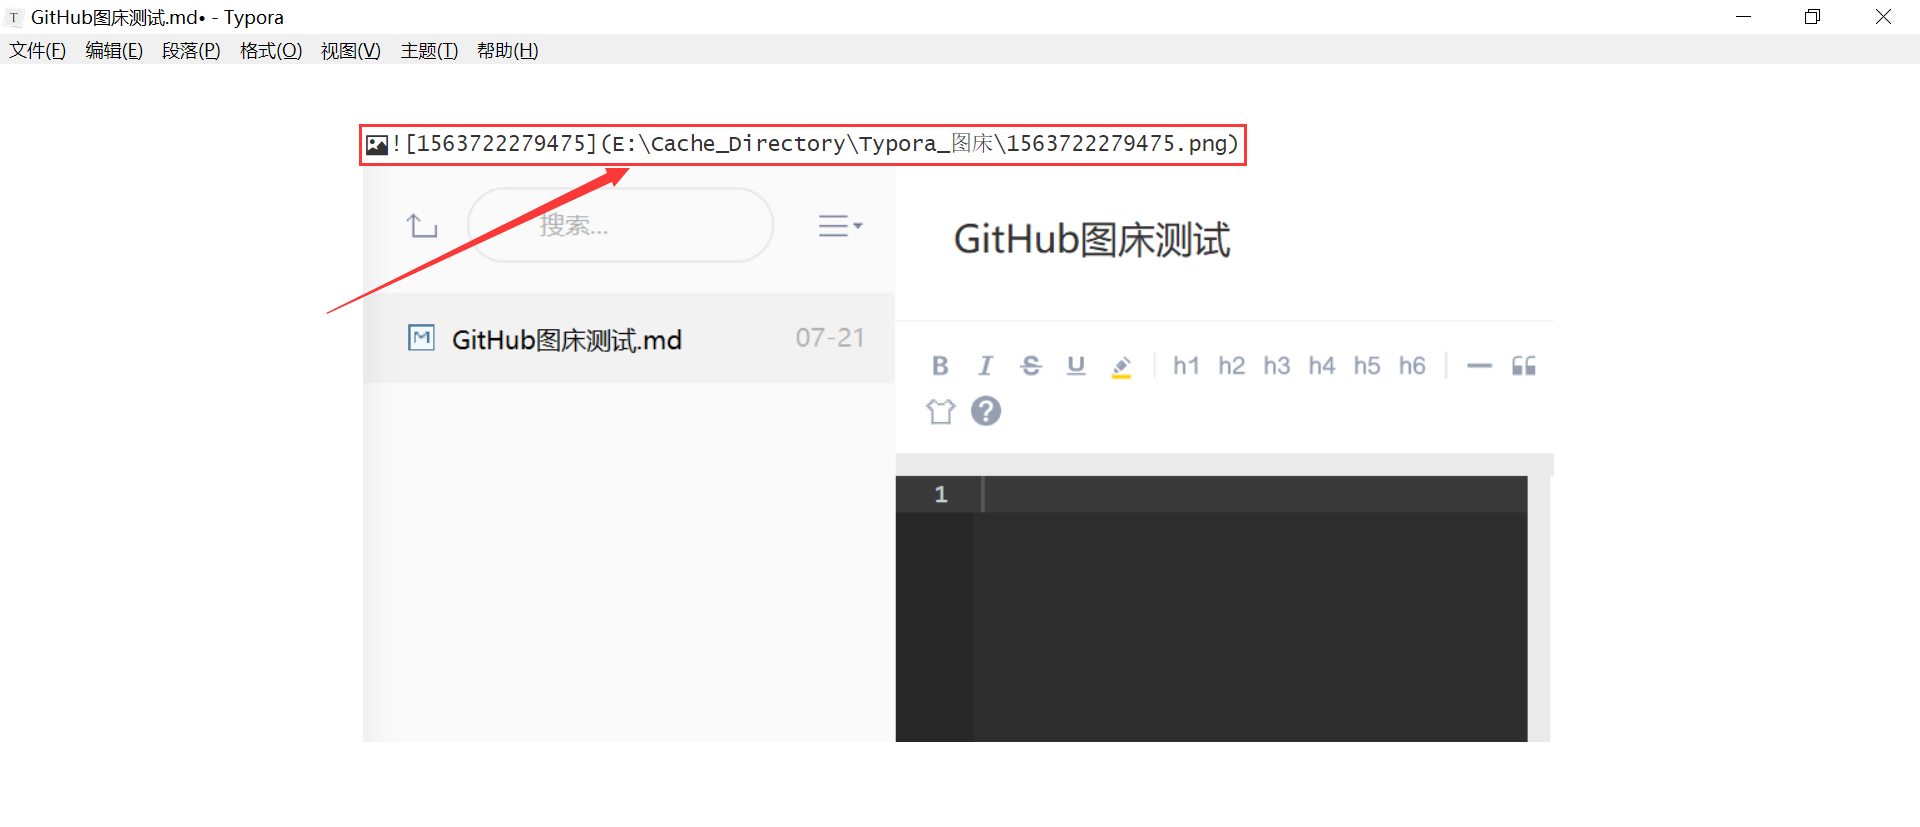 GitHub图床测试.md• - Typora
文件(F) 编辑(E) 段落(P) 格式(O) 视图(V) 主题(T) 帮助(H)
![1563722279475](E:\Cache_Directory\Typora_图床\1563722279475.png)
搜索...
GitHub图床测试
GitHub图床测试.md 07-21
B I S U h1 h2 h3 h4 h5 h6
1